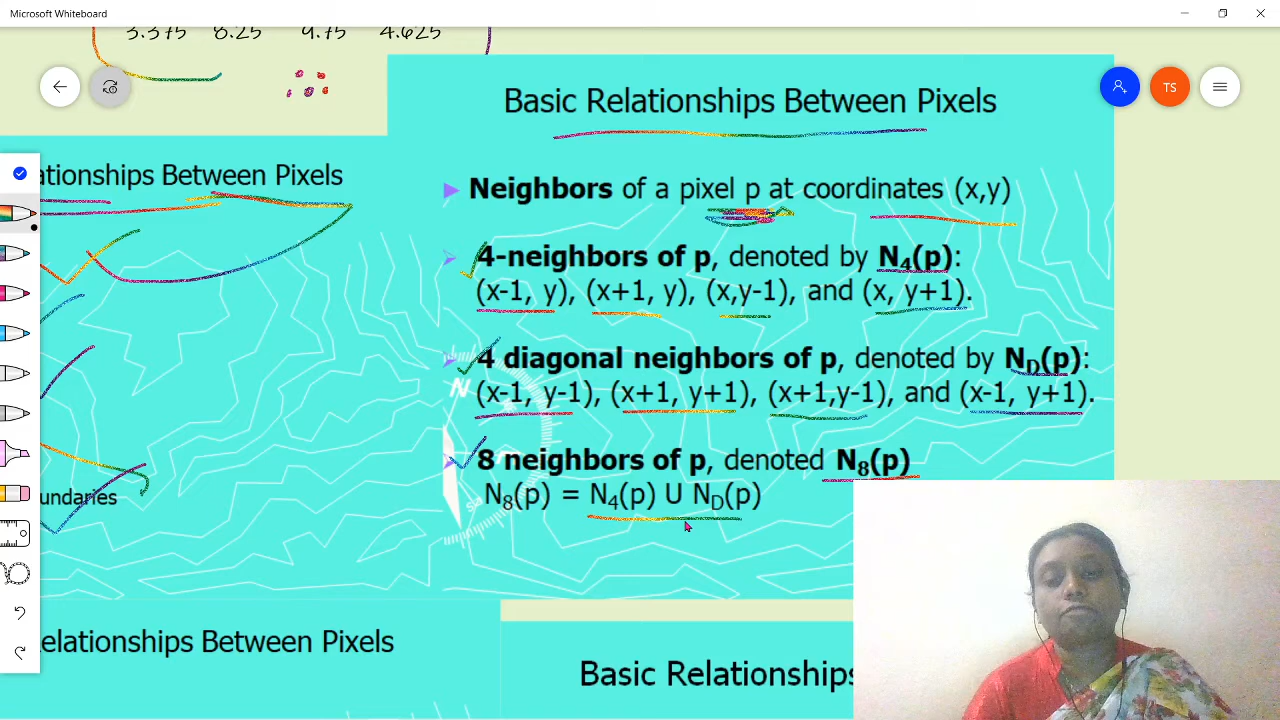 Microsoft Whiteboard
3.375 8.25 9.75 4.625
TS
Basic Relationships Between Pixels
ationships Between Pixels
Neighbors of a pixel p at coordinates (x,y)
4-neighbors of p, denoted by N4(p):
(x-1, y), (x+1, y), (x,y-1), and (x, y+1).
4 diagonal neighbors of p, denoted by ND(p):
(x-1, y-1), (x+1, y+1), (x+1,y-1), and (x-1, y+1).
8 neighbors of p, denoted N8(p)
N8(p) = N4(p) U ND(p)
undaries
elationships Between Pixels
Basic Relationships